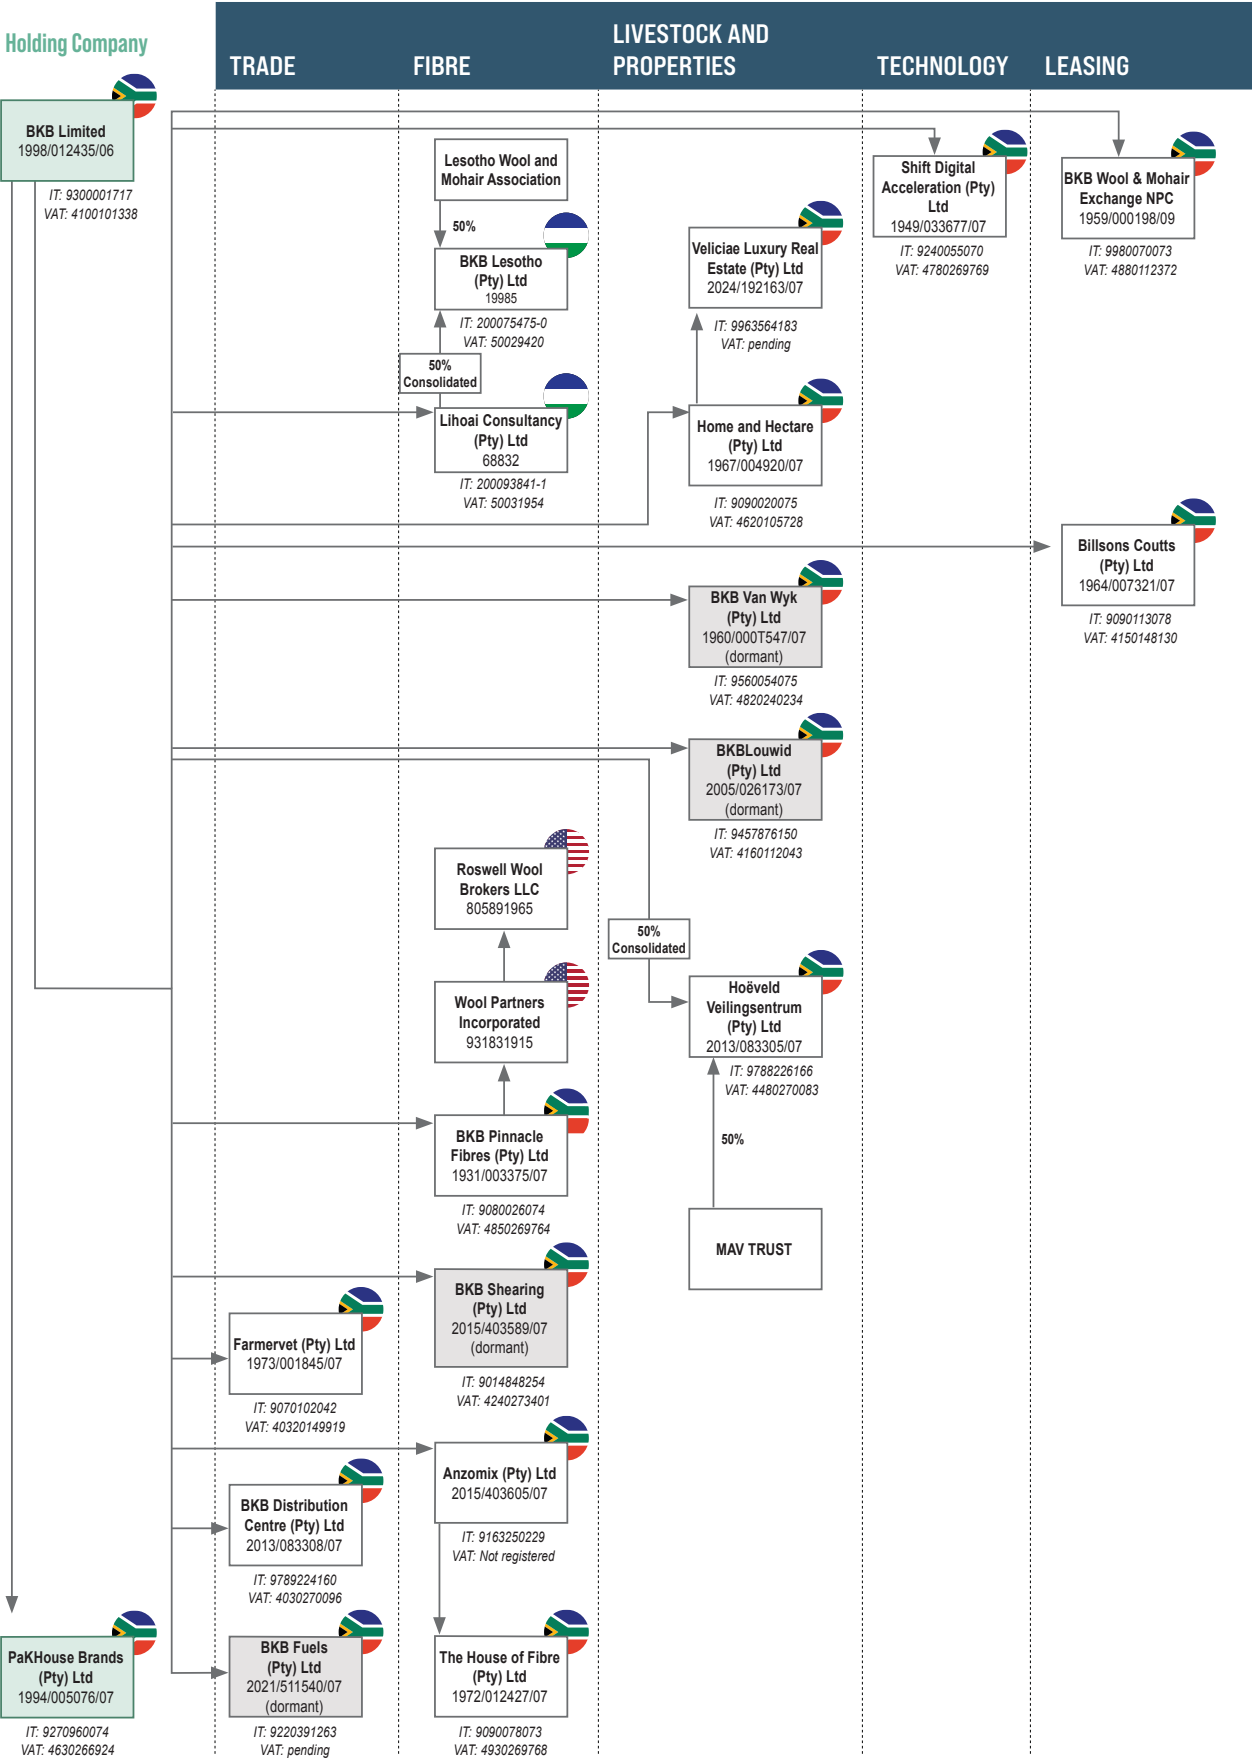 Holding Company
TRADE
FIBRE
LIVESTOCK AND
PROPERTIES
TECHNOLOGY
LEASING
BKB Limited
1998/012435/06
IT: 9300001717
VAT: 4100101338
Lesotho Wool and
Mohair Association
50%
BKB Lesotho
(Pty) Ltd
19985
IT: 200075475-0
VAT: 50029420
50%
Consolidated
Lihoai Consultancy
(Pty) Ltd
68832
IT: 200093841-1
VAT: 50031954
Veliciae Luxury Real
Estate (Pty) Ltd
2024/192163/07
IT: 9963564183
VAT: pending
Home and Hectare
(Pty) Ltd
1967/004920/07
IT: 9090020075
VAT: 4620105728
Shift Digital
Acceleration (Pty)
Ltd
1949/033677/07
IT: 9240055070
VAT: 4780269769
BKB Wool & Mohair
Exchange NPC
1959/000198/09
IT: 9980070073
VAT: 4880112372
Billsons Coutts
(Pty) Ltd
1964/007321/07
IT: 9090113078
VAT: 4150148130
BKB Van Wyk
(Pty) Ltd
1960/000T547/07
(dormant)
IT: 9560054075
VAT: 4820240234
BKBLouwid
(Pty) Ltd
2005/026173/07
(dormant)
IT: 9457876150
VAT: 4160112043
Roswell Wool
Brokers LLC
805891965
50%
Consolidated
Wool Partners
Incorporated
931831915
Hoëveld
Veilingsentrum
(Pty) Ltd
2013/083305/07
IT: 9788226166
VAT: 4480270083
50%
MAV TRUST
BKB Pinnacle
Fibres (Pty) Ltd
1931/003375/07
IT: 9080026074
VAT: 4850269764
BKB Shearing
(Pty) Ltd
2015/403589/07
(dormant)
IT: 9014848254
VAT: 4240273401
Farmervet (Pty) Ltd
1973/001845/07
IT: 9070102042
VAT: 40320149919
Anzomix (Pty) Ltd
2015/403605/07
IT: 9163250229
VAT: Not registered
BKB Distribution
Centre (Pty) Ltd
2013/083308/07
IT: 9789224160
VAT: 4030270096
PaKHouse Brands
(Pty) Ltd
1994/005076/07
IT: 9270960074
VAT: 4630266924
BKB Fuels
(Pty) Ltd
2021/511540/07
(dormant)
IT: 9220391263
VAT: pending
The House of Fibre
(Pty) Ltd
1972/012427/07
IT: 9090078073
VAT: 4930269768